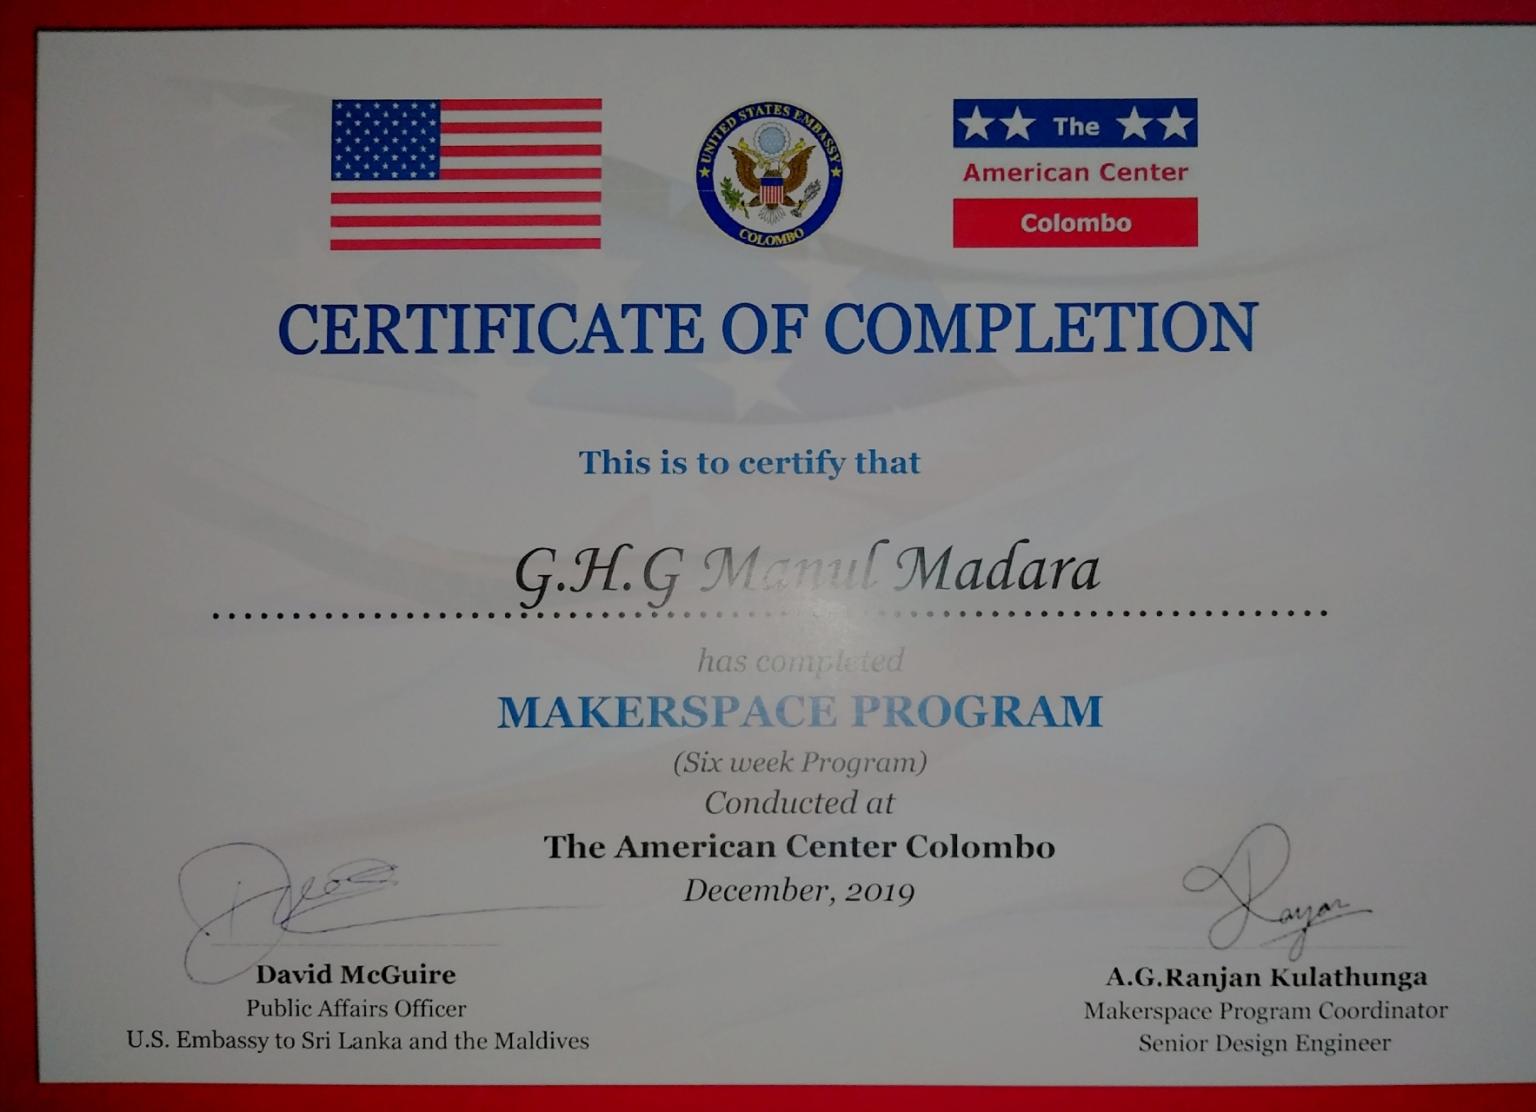 UNITED STATES EMBASSY
COLOMBO
The
American Center
Colombo
CERTIFICATE OF COMPLETION
This is to certify that
G.H.G Manul Madara
has completed
MAKERSPACE PROGRAM
(Six week Program)
Conducted at
The American Center Colombo
December, 2019
David McGuire
Public Affairs Officer
U.S. Embassy to Sri Lanka and the Maldives
A.G.Ranjan Kulathunga
Makerspace Program Coordinator
Senior Design Engineer